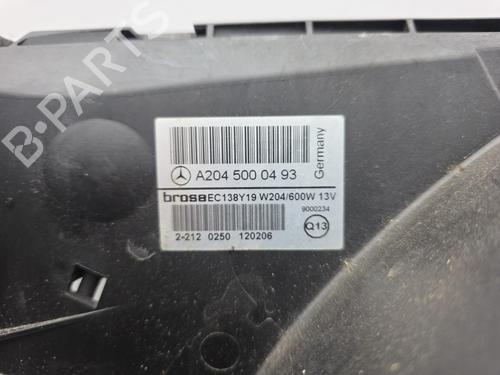 B-PARTS
A204 500 04 93
Germany
brose EC138Y19 W204/600W 13V
9000234
2-212 0250 120206
Q13